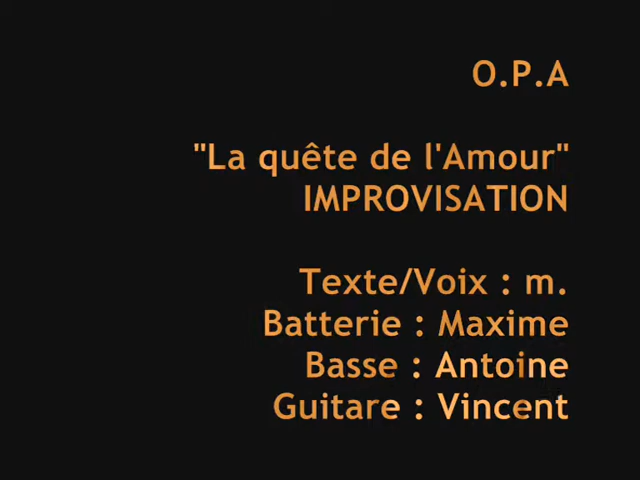 O.P.A
"La quête de l'Amour"
IMPROVISATION
Texte/Voix : m.
Batterie : Maxime
Basse : Antoine
Guitare : Vincent